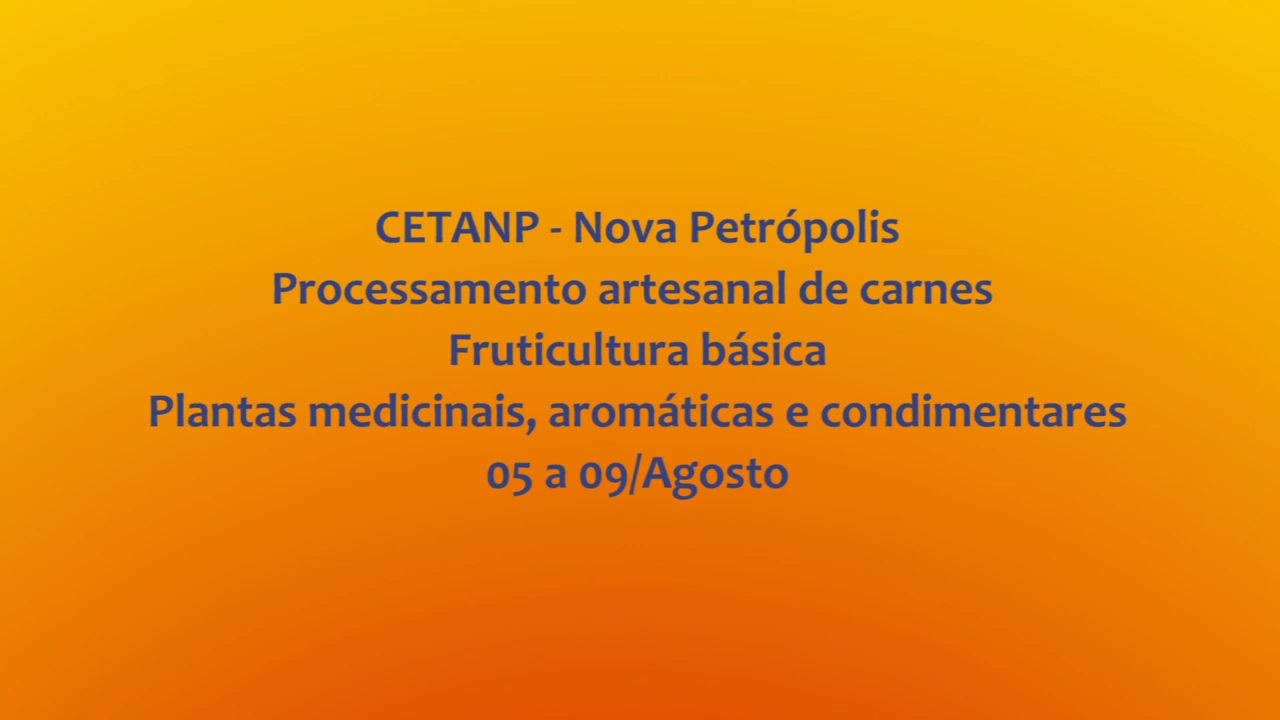 CETANP - Nova Petrópolis
Processamento artesanal de carnes
Fruticultura básica
Plantas medicinais, aromáticas e condimentares
05 a 09/Agosto